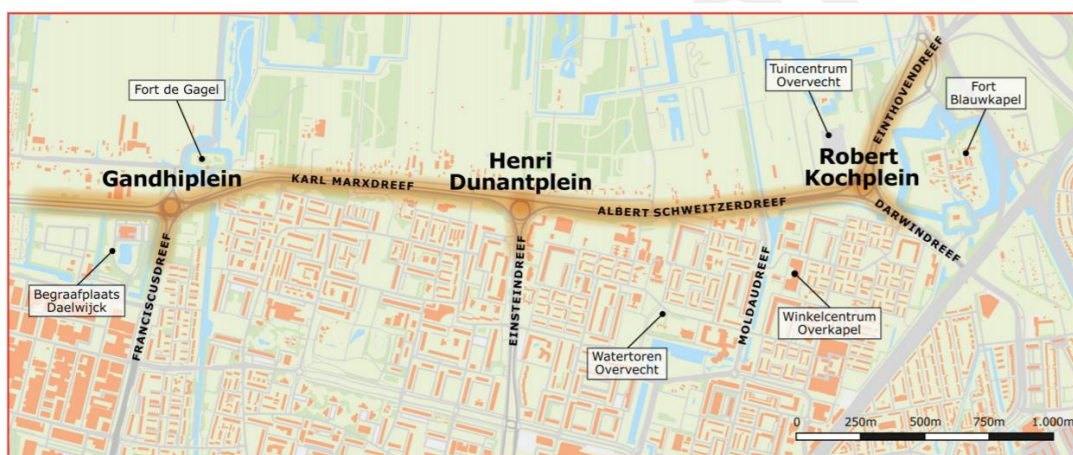 Fort de Gagel
Tuincentrum
Overvecht
EINTHOVENDREEF
Fort
Blauwkapel
Gandhiplein
KARL MARXDREEF
Henri
Dunantplein
Robert
Kochplein
ALBERT SCHWEITZERDREEF
DARWINDREEF
Begraafplaats
Daelwijck
FRANCISCUSDREEF
EINSTEINDREEF
MOLDAUDREEF
Watertoren
Overvecht
Winkelcentrum
Overkapel
0 250m 500m 750m 1.000m